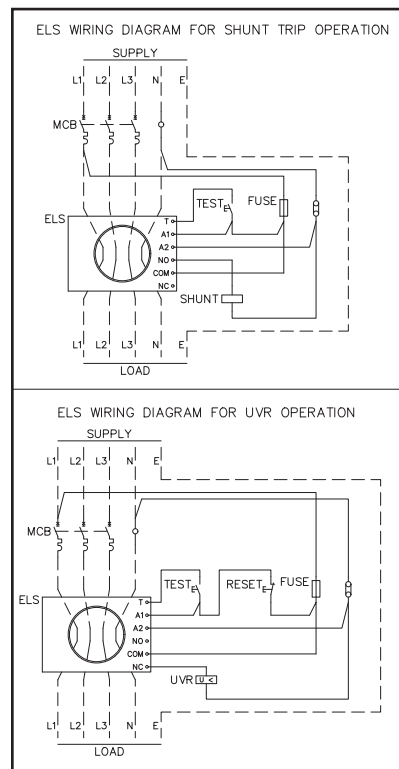 ELS WIRING DIAGRAM FOR SHUNT TRIP OPERATION
SUPPLY
L1 L2 L3 N E
MCB
ELS
TEST FUSE
T
A1
A2
NO
COM
NC
SHUNT
L1 L2 L3 N E
LOAD
ELS WIRING DIAGRAM FOR UVR OPERATION
SUPPLY
L1 L2 L3 N E
MCB
ELS
TEST RESET FUSE
T
A1
A2
NO
COM
NC
UVR U <
L1 L2 L3 N E
LOAD